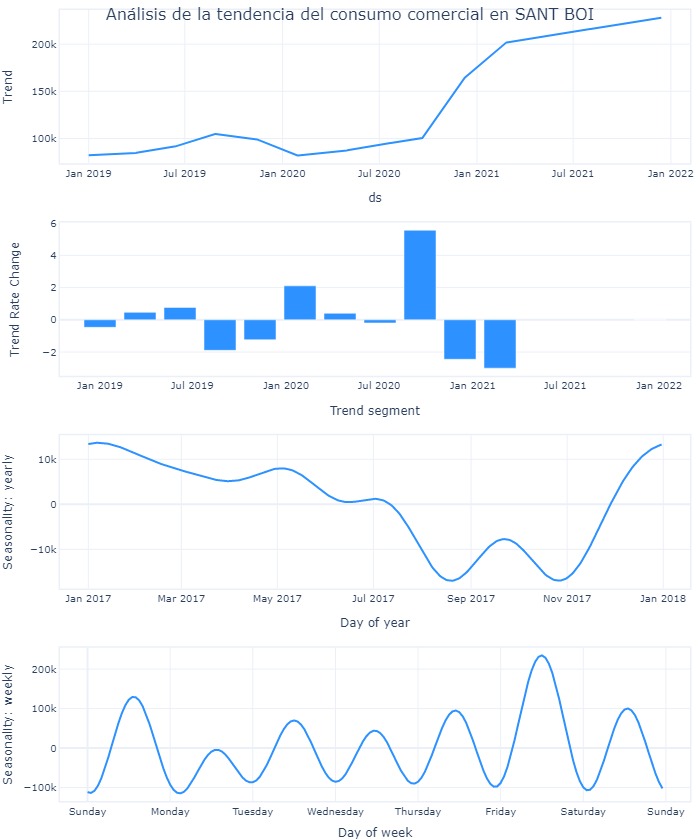 Análisis de la tendencia del consumo comercial en SANT BOI
Trend
200k
150k
100k
Jan 2019 Jul 2019 Jan 2020 Jul 2020 Jan 2021 Jul 2021 Jan 2022
ds
Trend Rate Change
6
4
2
0
−2
Jan 2019 Jul 2019 Jan 2020 Jul 2020 Jan 2021 Jul 2021 Jan 2022
Trend segment
Seasonality: yearly
10k
0
−10k
Jan 2017 Mar 2017 May 2017 Jul 2017 Sep 2017 Nov 2017 Jan 2018
Day of year
Seasonality: weekly
200k
100k
0
−100k
Sunday Monday Tuesday Wednesday Thursday Friday Saturday Sunday
Day of week